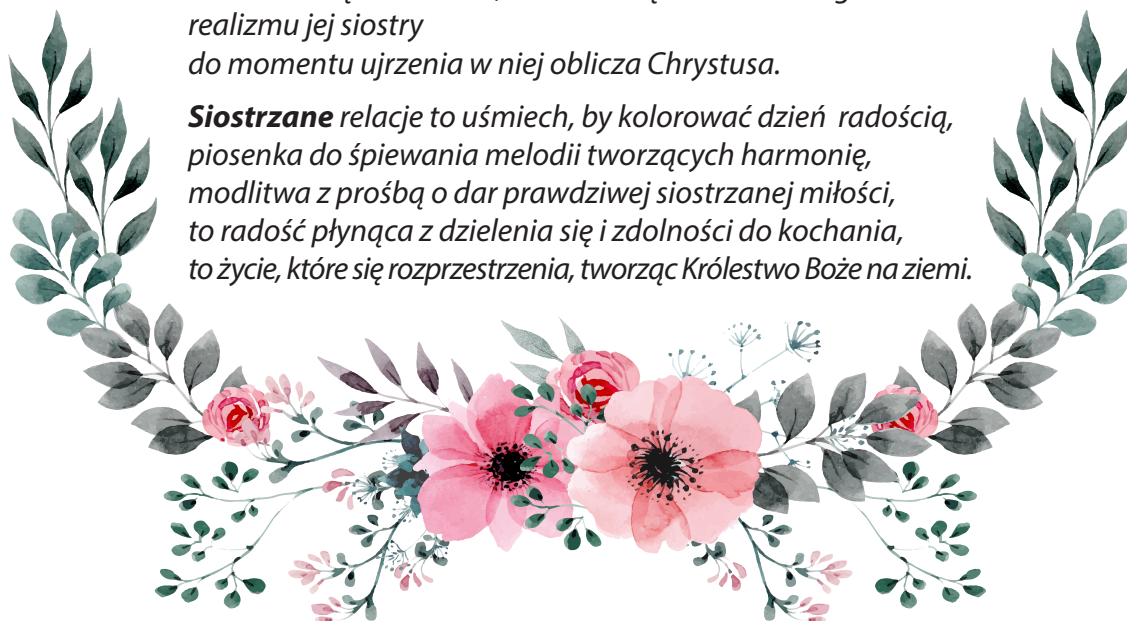 realizmu jej siostry
do momentu ujrzenia w niej oblicza Chrystusa.
Siostrzane relacje to uśmiech, by kolorować dzień radością,
piosenka do śpiewania melodii tworzących harmonię,
modlitwa z prośbą o dar prawdziwej siostrzanej miłości,
to radość płynąca z dzielenia się i zdolności do kochania,
to życie, które się rozprzestrzenia, tworząc Królestwo Boże na ziemi.